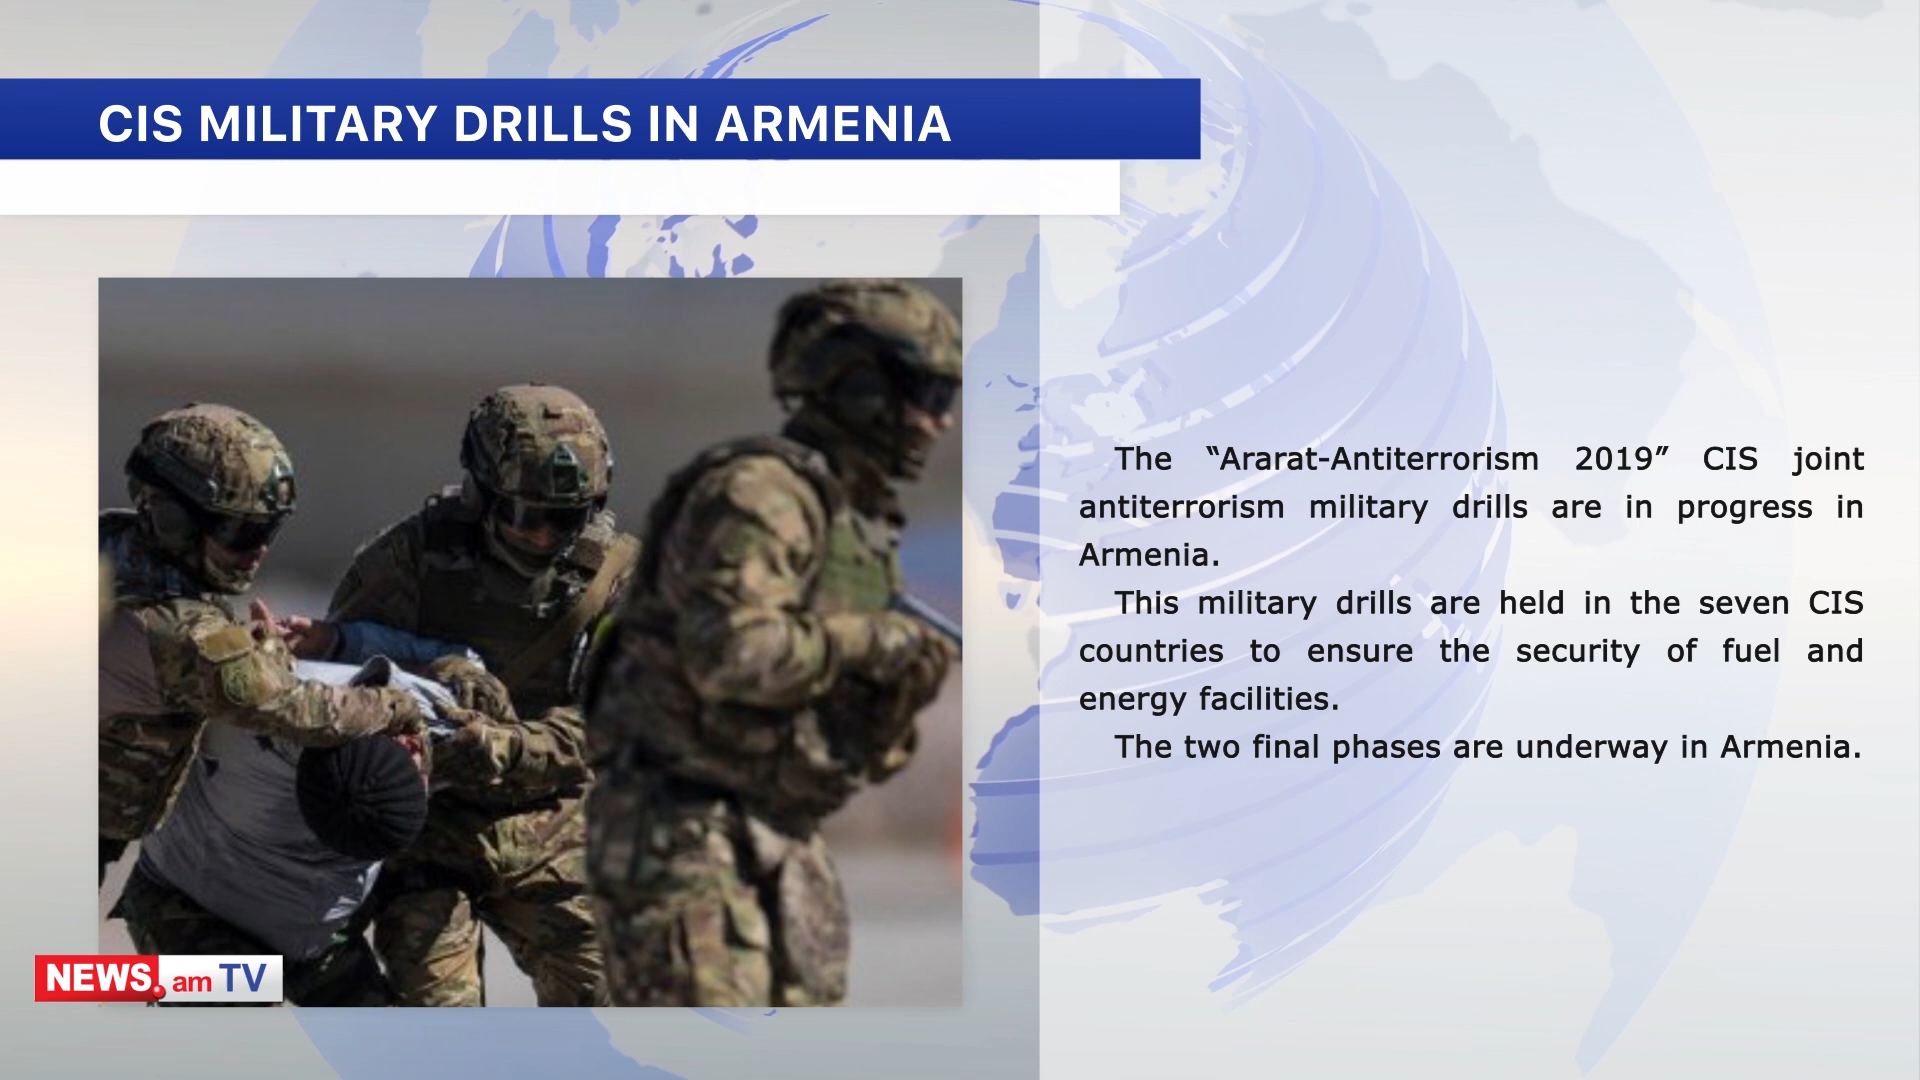 CIS MILITARY DRILLS IN ARMENIA
The “Ararat-Antiterrorism 2019” CIS joint
antiterrorism military drills are in progress in
Armenia.
This military drills are held in the seven CIS
countries to ensure the security of fuel and
energy facilities.
The two final phases are underway in Armenia.
NEWS.am TV